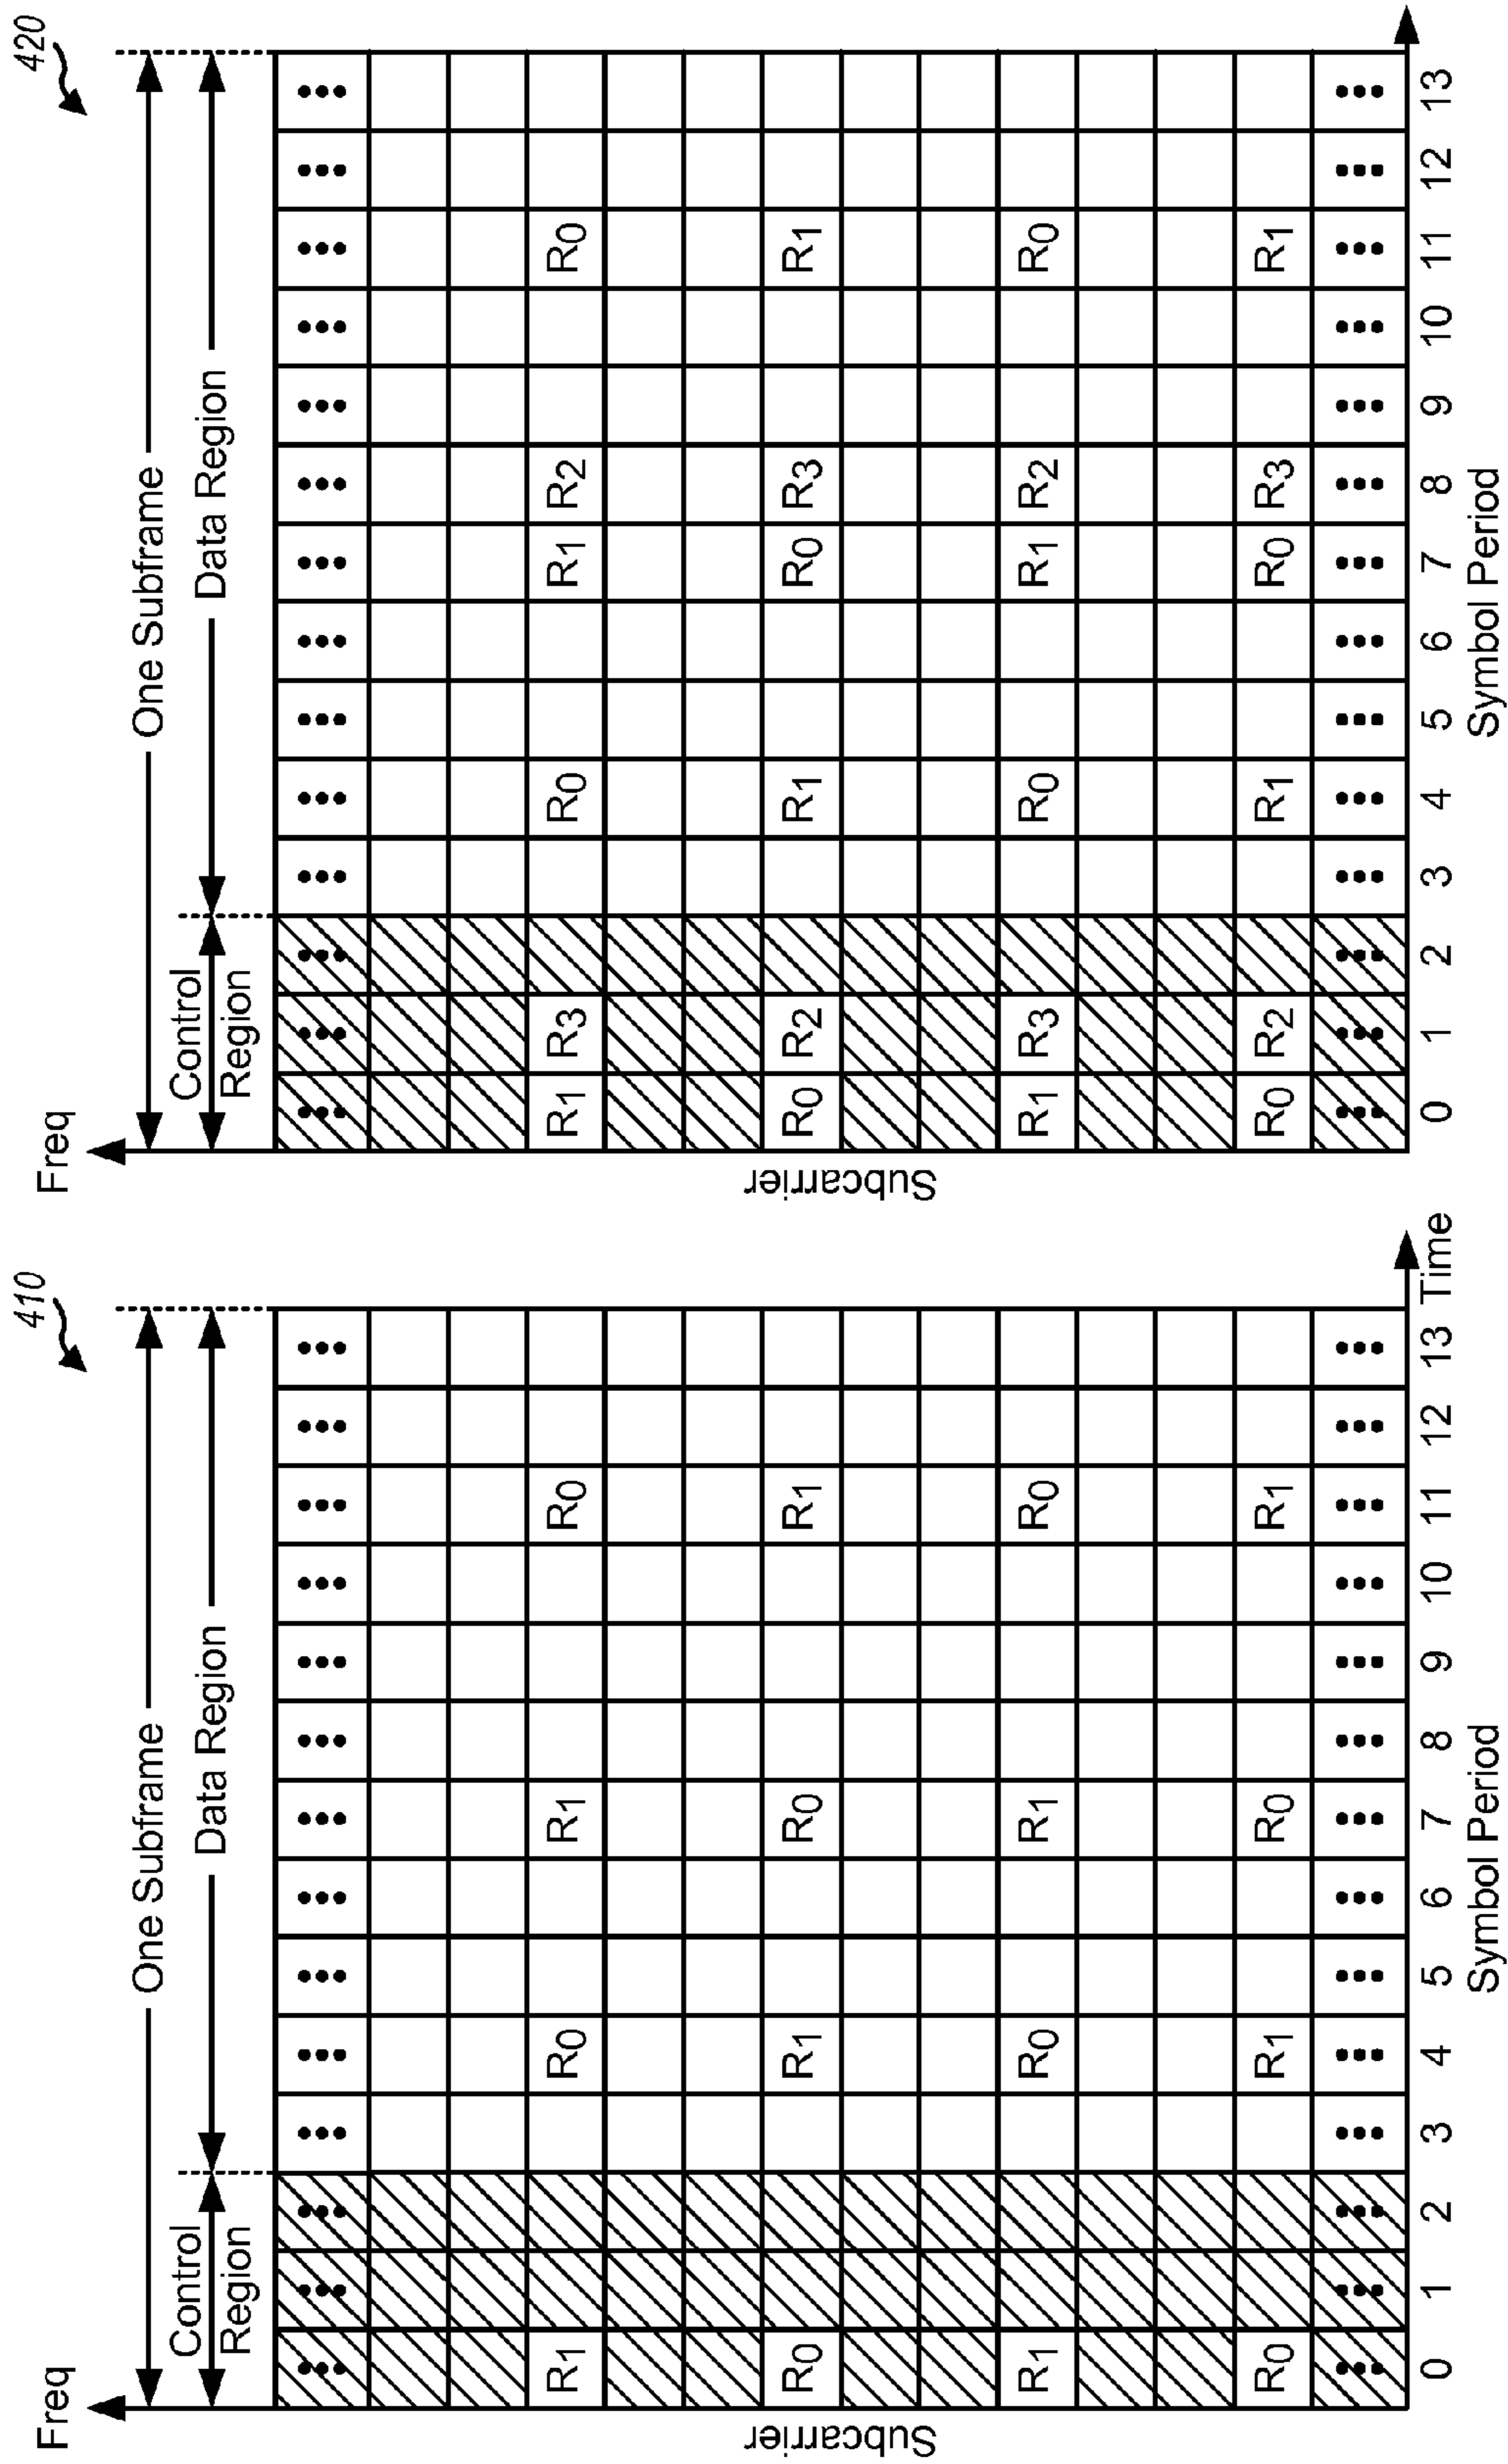 410
Freq
One Subframe
Control
Region
Data Region
Subcarrier
... ... ... ... ... ... ... ... ... ... ... ... ... ...
R1 R0 R1 R0
R0 R1 R0 R1
R1 R0 R1 R0
R0 R1 R0 R1
... ... ... ... ... ... ... ... ... ... ... ... ... ...
0 1 2 3 4 5 6 7 8 9 10 11 12 13 Time
Symbol Period
420
Freq
One Subframe
Control
Region
Data Region
Subcarrier
... ... ... ... ... ... ... ... ... ... ... ... ... ...
R1 R3 R0 R1 R2 R0
R0 R2 R1 R0 R3 R1
R1 R3 R0 R1 R2 R0
R0 R2 R1 R0 R3 R1
... ... ... ... ... ... ... ... ... ... ... ... ... ...
0 1 2 3 4 5 6 7 8 9 10 11 12 13
Symbol Period